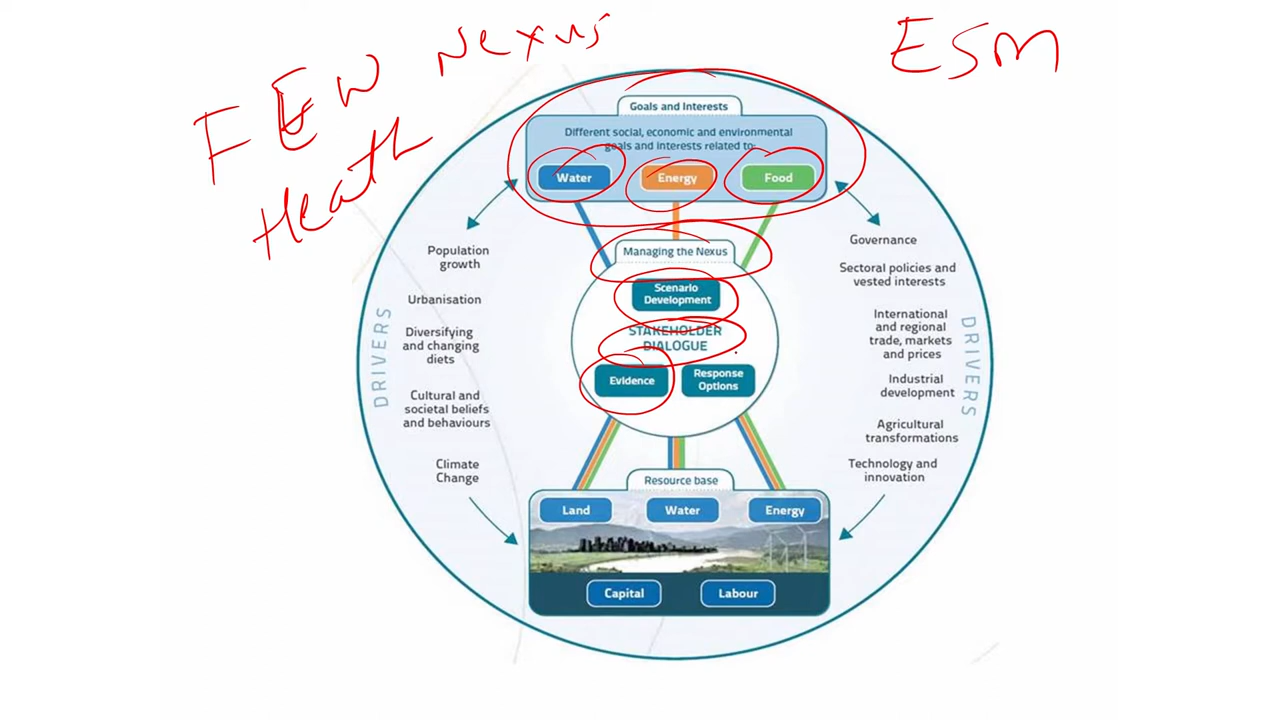 FEW Nexus
Heath
ESM
Goals and Interests
Different social, economic and environmental
goals and interests related to:
Water
Energy
Food
Managing the Nexus
Scenario
Development
STAKEHOLDER
DIALOGUE
Evidence
Response
Options
DRIVERS
Population
growth
Urbanisation
Diversifying
and changing
diets
Cultural and
societal beliefs
and behaviours
Climate
Change
Governance
Sectoral policies and
vested interests
International
and regional
trade, markets
and prices
Industrial
development
Agricultural
transformations
Technology and
innovation
DRIVERS
Resource base
Land
Water
Energy
Capital
Labour